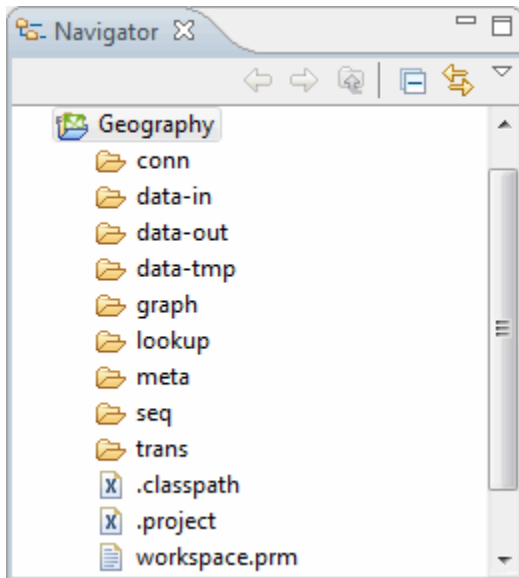 Navigator
Geography
conn
data-in
data-out
data-tmp
graph
lookup
meta
seq
trans
.classpath
.project
workspace.prm